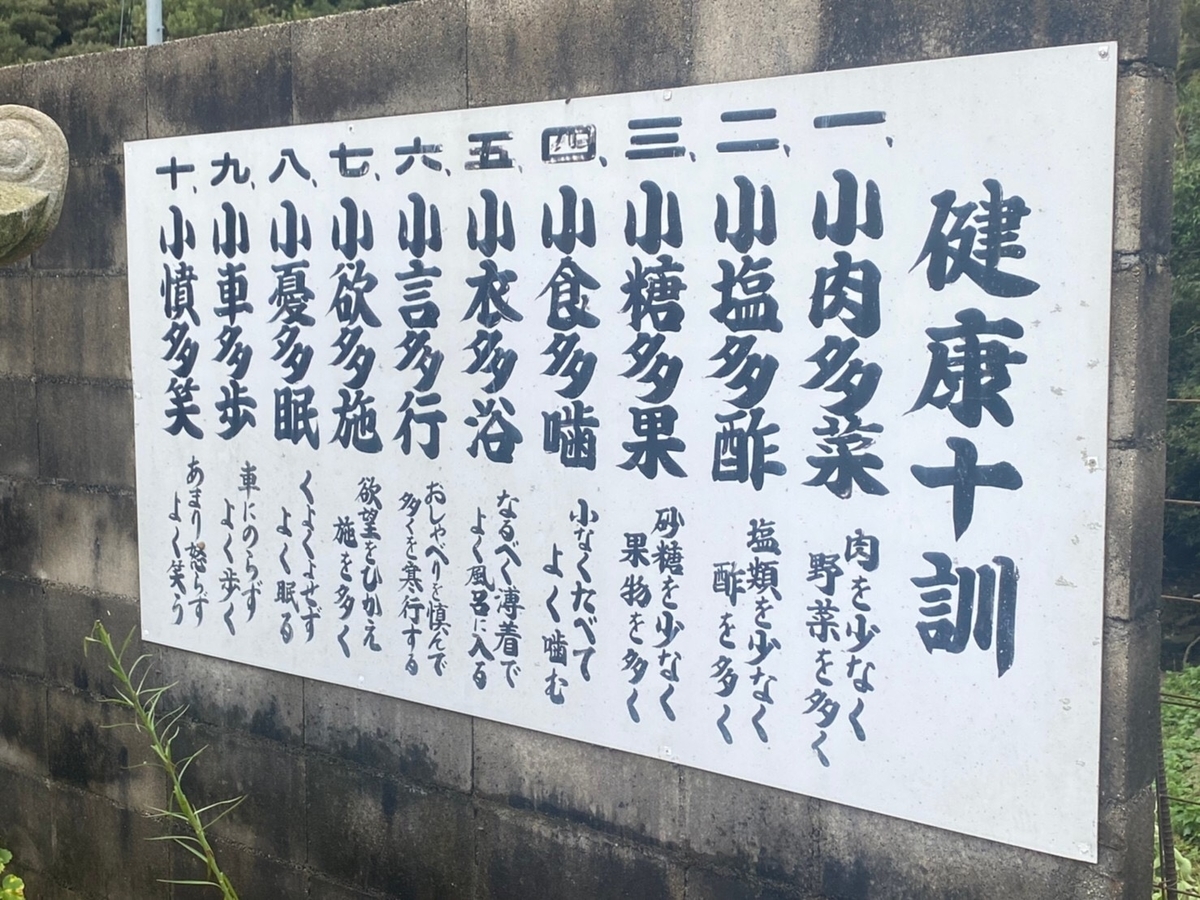 健康十訓
一、小肉多菜
肉を少なく
野菜を多く
二、小塩多酢
塩類を少なく
酢を多く
三、小糖多果
砂糖を少なく
果物を多く
四、小食多噛
小なくたべて
よく噛む
五、小衣多浴
なるべく薄着で
よく風呂に入る
六、小言多行
おしゃべりを慎んで
多くを実行する
七、小欲多施
欲望をひかえ
施を多く
八、小憂多眠
くよくよせず
よく眠る
九、小車多歩
車にのらず
よく歩く
十、小憤多笑
あまり怒らず
よく笑う